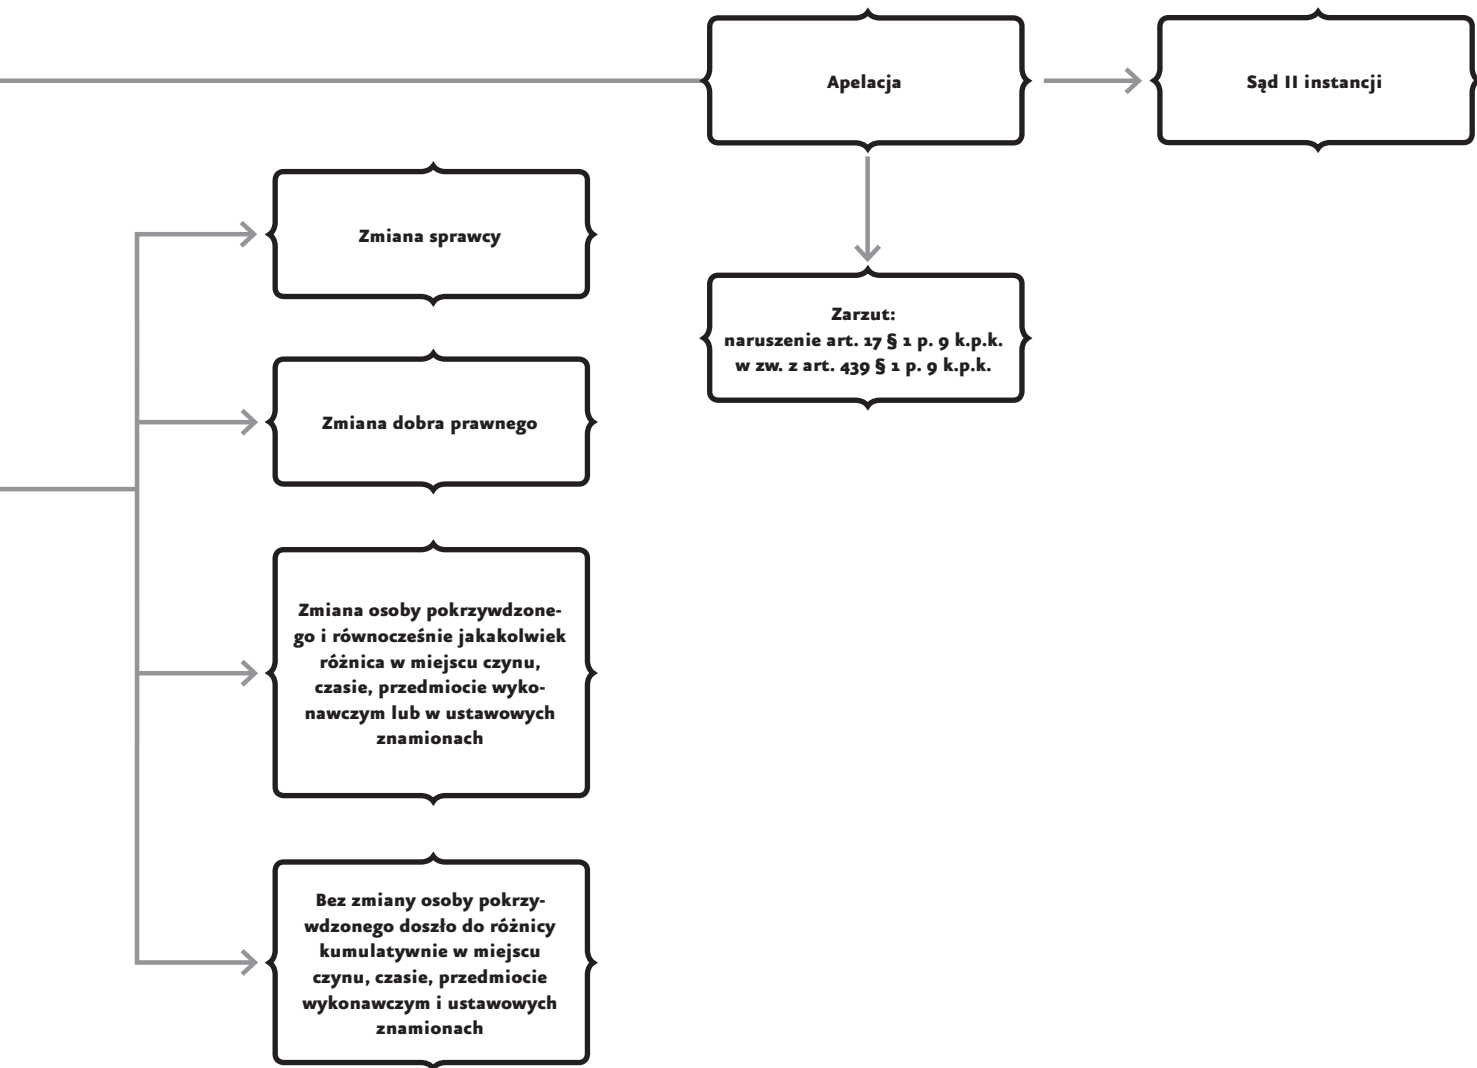 Apelacja
Sąd II instancji
Zmiana sprawcy
Zarzut:
naruszenie art. 17 § 1 p. 9 k.p.k.
w zw. z art. 439 § 1 p. 9 k.p.k.
Zmiana dobra prawnego
Zmiana osoby pokrzywdzone-
go i równocześnie jakakolwiek
różnica w miejscu czynu,
czasie, przedmiocie wyko-
nawczym lub w ustawowych
znamionach
Bez zmiany osoby pokrzy-
wdzonego doszło do różnicy
kumulatywnie w miejscu
czynu, czasie, przedmiocie
wykonawczym i ustawowych
znamionach